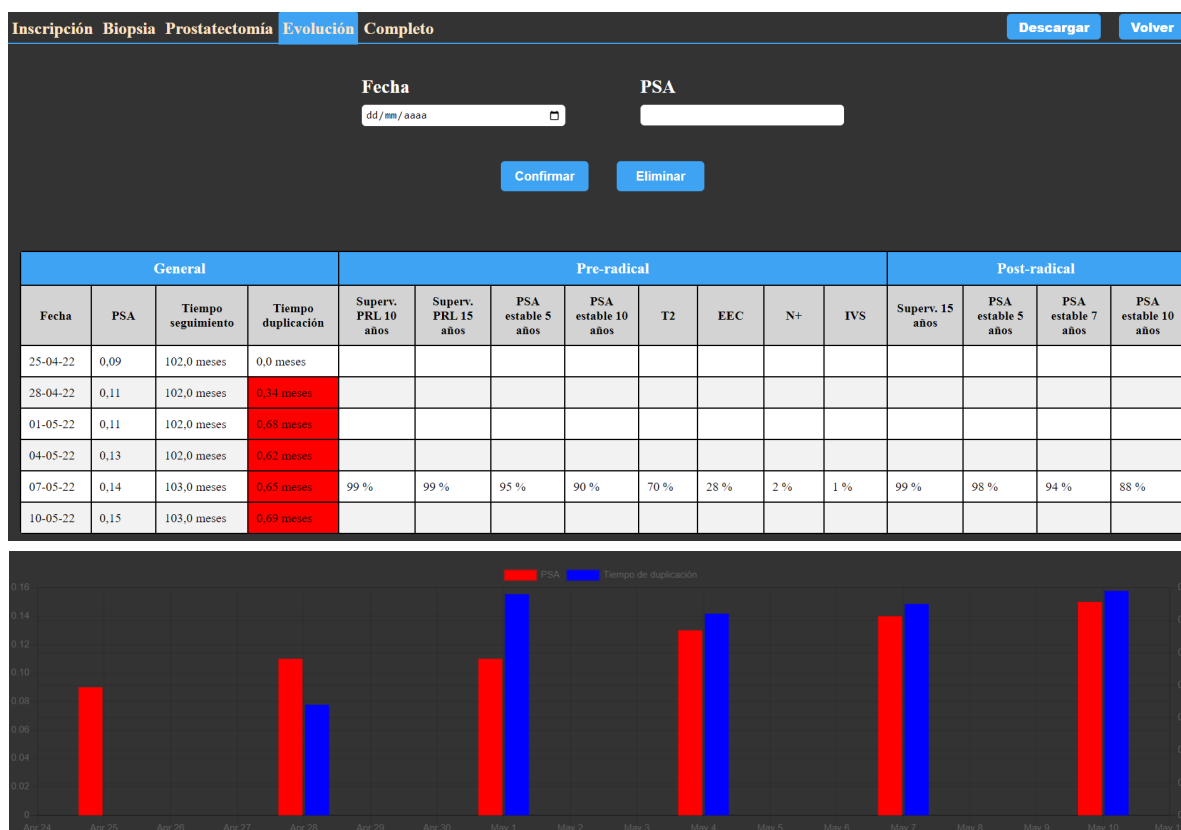 Inscripción Biopsia Prostatectomía Evolución Completo Descargar Volver
Fecha PSA
dd/mm/aaaa
Confirmar Eliminar
General Pre-radical Post-radical
Fecha PSA Tiempo seguimiento Tiempo duplicación Superv. PRL 10 años Superv. PRL 15 años PSA estable 5 años PSA estable 10 años T2 EEC N+ IVS Superv. 15 años PSA estable 5 años PSA estable 7 años PSA estable 10 años
25-04-22 0,09 102,0 meses 0,0 meses
28-04-22 0,11 102,0 meses 0,34 meses
01-05-22 0,11 102,0 meses 0,68 meses
04-05-22 0,13 102,0 meses 0,62 meses
07-05-22 0,14 103,0 meses 0,65 meses 99 % 99 % 95 % 90 % 70 % 28 % 2 % 1 % 99 % 98 % 94 % 88 %
10-05-22 0,15 103,0 meses 0,69 meses
PSA Tiempo de duplicación
0.16
0.14
0.12
0.10
0.08
0.06
0.04
0.02
0
Apr 24 Apr 25 Apr 26 Apr 27 Apr 28 Apr 29 Apr 30 May 1 May 2 May 3 May 4 May 5 May 6 May 7 May 8 May 9 May 10